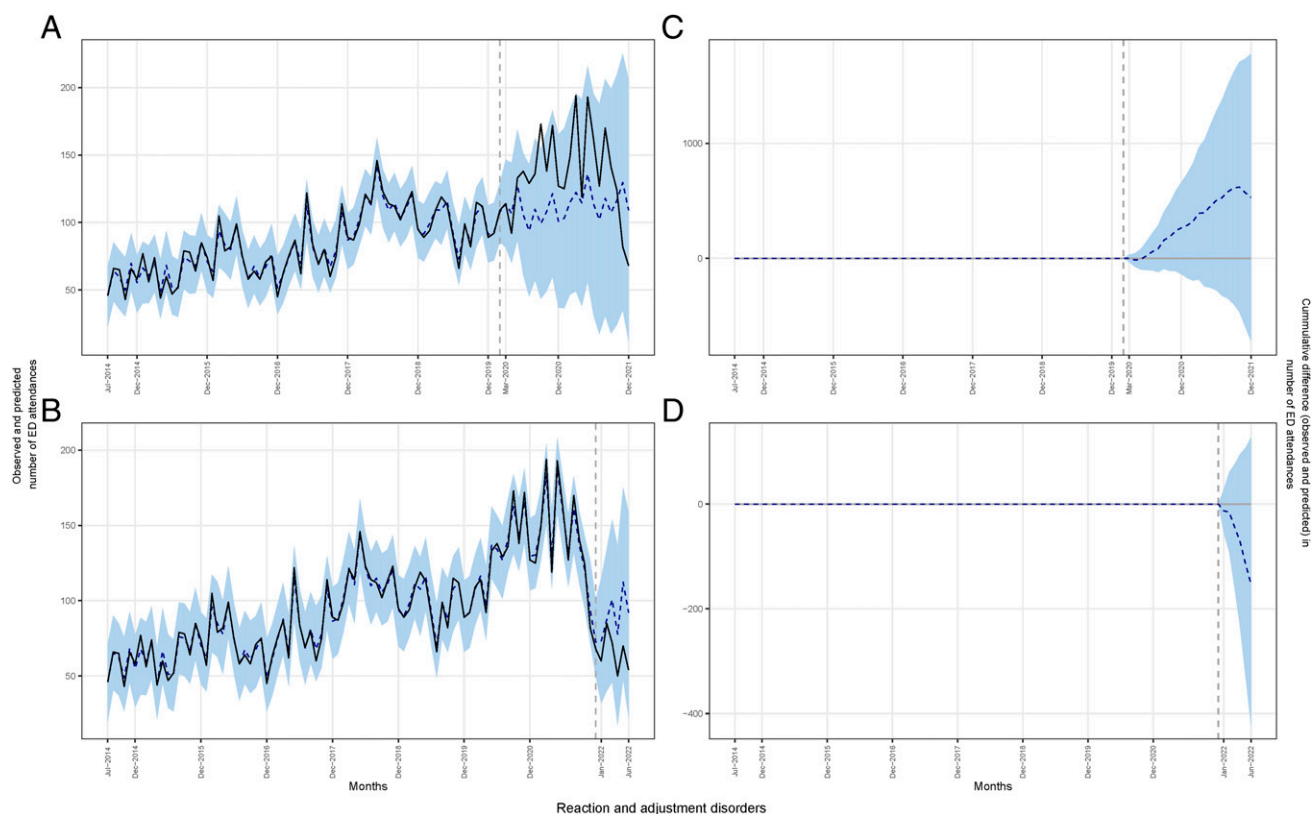 A
C
200
150
100
50
1000
0
Jul−2014
Dec−2014
Dec−2015
Dec−2016
Dec−2017
Dec−2018
Dec−2019
Mar−2020
Dec−2020
Dec−2021
Jul−2014
Dec−2014
Dec−2015
Dec−2016
Dec−2017
Dec−2018
Dec−2019
Mar−2020
Dec−2020
Dec−2021
Observed and predicted
number of ED attendances
Cummulative difference (observed and predicted) in
number of ED attendances
B
D
200
150
100
50
0
−200
−400
Jul−2014
Dec−2014
Dec−2015
Dec−2016
Dec−2017
Dec−2018
Dec−2019
Dec−2020
Jan−2022
Jun−2022
Jul−2014
Dec−2014
Dec−2015
Dec−2016
Dec−2017
Dec−2018
Dec−2019
Dec−2020
Jan−2022
Jun−2022
Months
Months
Reaction and adjustment disorders